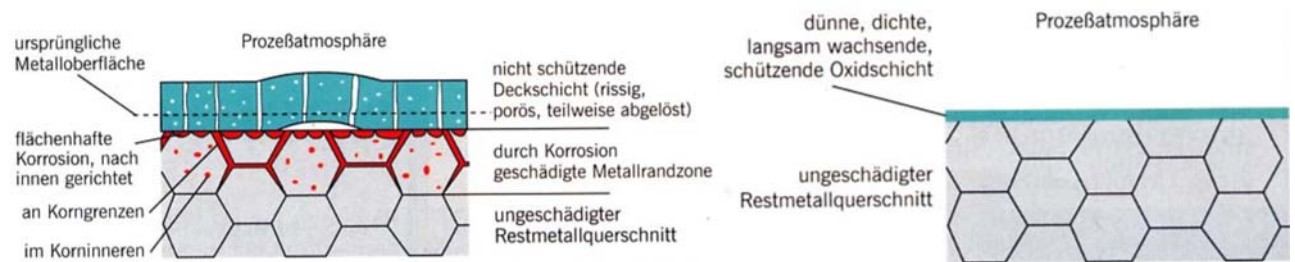 ursprüngliche
Metalloberfläche
Prozeßatmosphäre
nicht schützende
Deckschicht (rissig,
porös, teilweise abgelöst)
flächenhafte
Korrosion, nach
innen gerichtet
an Korngrenzen
im Korninneren
durch Korrosion
geschädigte Metallrandzone
ungeschädigter
Restmetallquerschnitt
dünne, dichte,
langsam wachsende,
schützende Oxidschicht
Prozeßatmosphäre
ungeschädigter
Restmetallquerschnitt